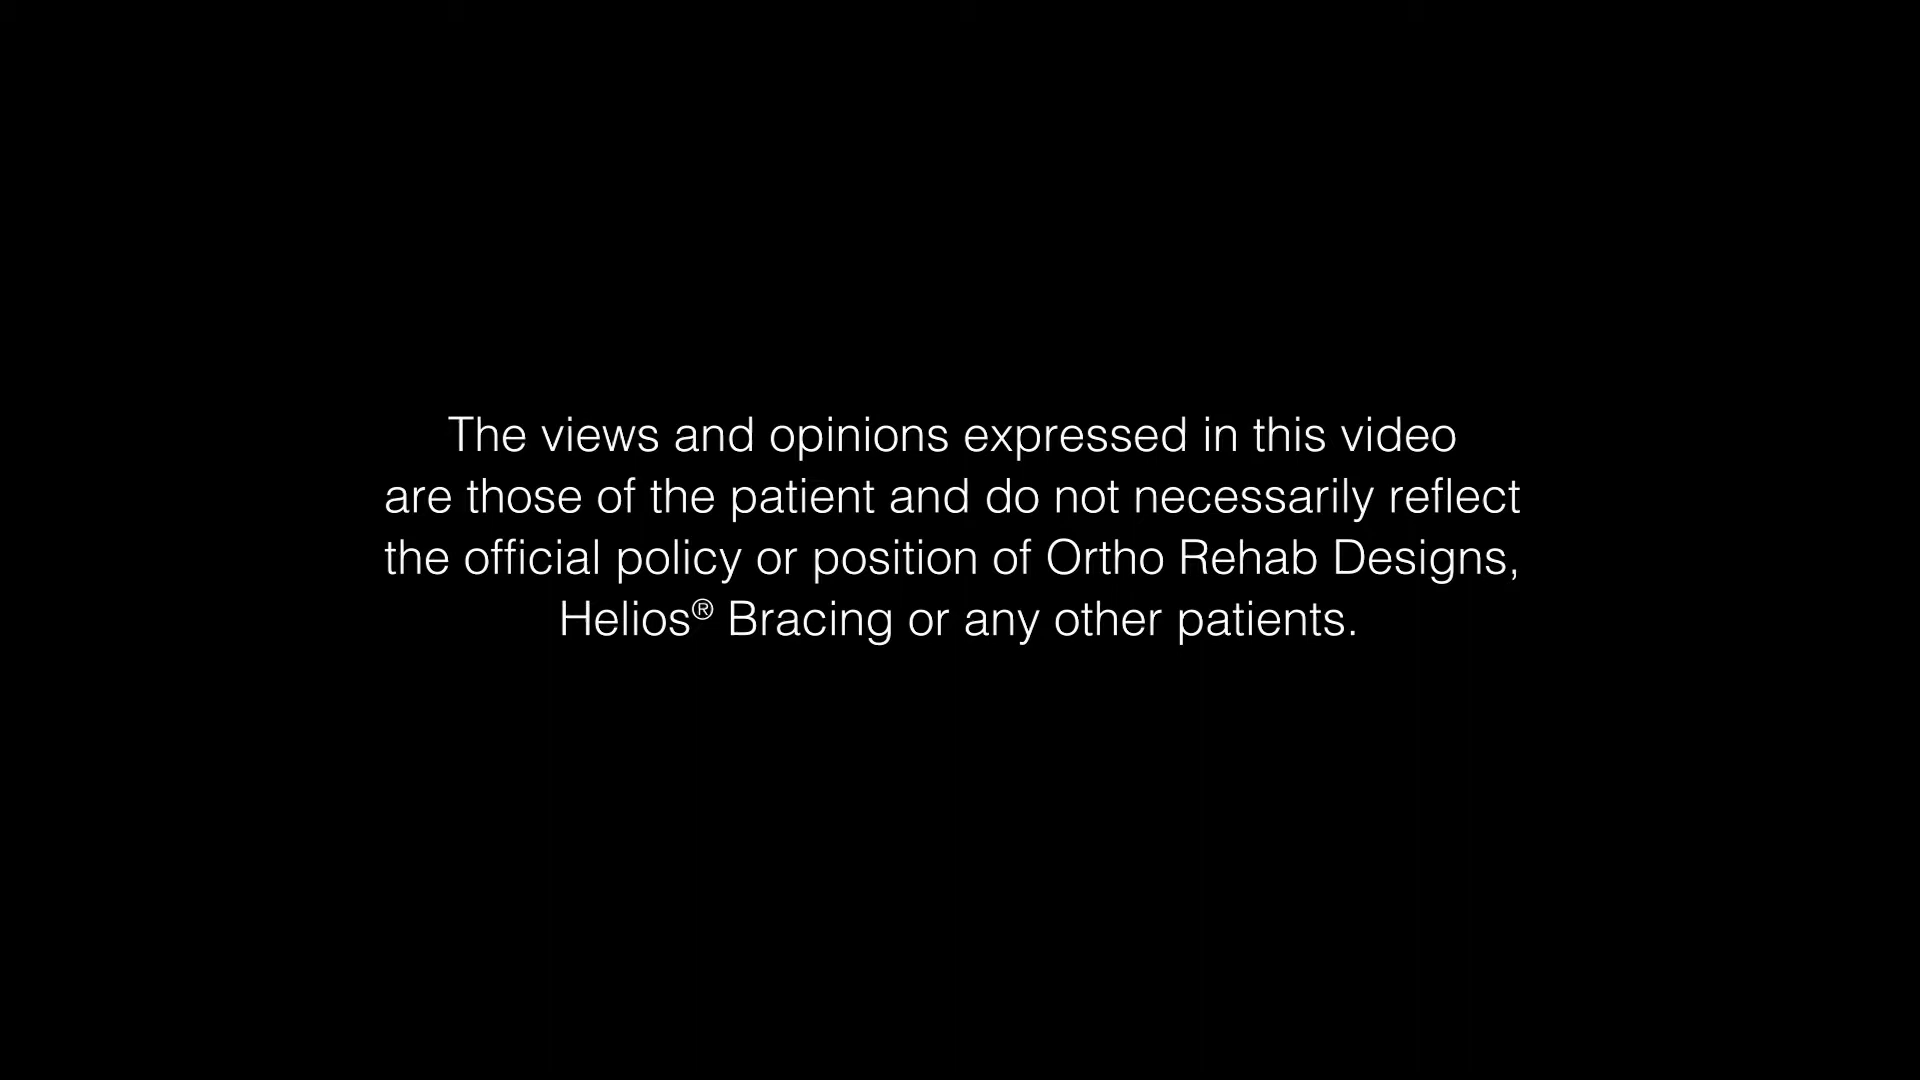 The views and opinions expressed in this video
are those of the patient and do not necessarily reflect
the official policy or position of Ortho Rehab Designs,
Helios® Bracing or any other patients.